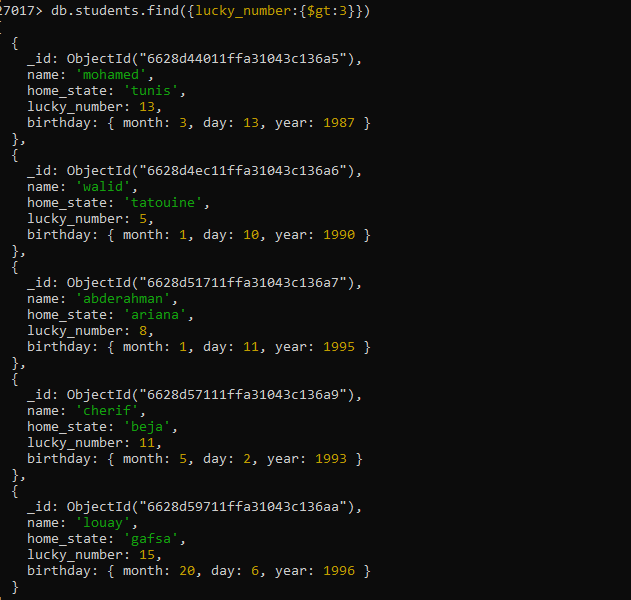 27017> db.students.find({lucky_number:{$gt:3}})
[
{
_id: ObjectId("6628d44011ffa31043c136a5"),
name: 'mohamed',
home_state: 'tunis',
lucky_number: 13,
birthday: { month: 3, day: 13, year: 1987 }
},
{
_id: ObjectId("6628d4ec11ffa31043c136a6"),
name: 'walid',
home_state: 'tatouine',
lucky_number: 5,
birthday: { month: 1, day: 10, year: 1990 }
},
{
_id: ObjectId("6628d51711ffa31043c136a7"),
name: 'abderahman',
home_state: 'ariana',
lucky_number: 8,
birthday: { month: 1, day: 11, year: 1995 }
},
{
_id: ObjectId("6628d57111ffa31043c136a9"),
name: 'cherif',
home_state: 'beja',
lucky_number: 11,
birthday: { month: 5, day: 2, year: 1993 }
},
{
_id: ObjectId("6628d59711ffa31043c136aa"),
name: 'louay',
home_state: 'gafsa',
lucky_number: 15,
birthday: { month: 20, day: 6, year: 1996 }
}